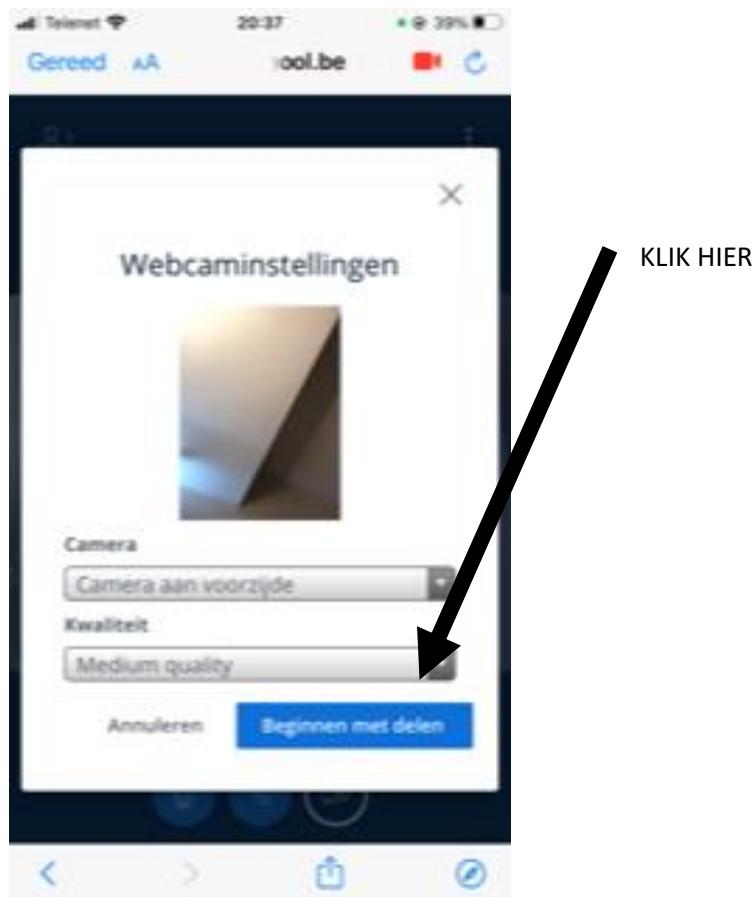 Telenet 20:37 39%
Gereed AA ool.be
Webcaminstellingen
KLIK HIER
Camera
Camera aan voorzijde
Kwaliteit
Medium quality
Annuleren Beginnen met delen